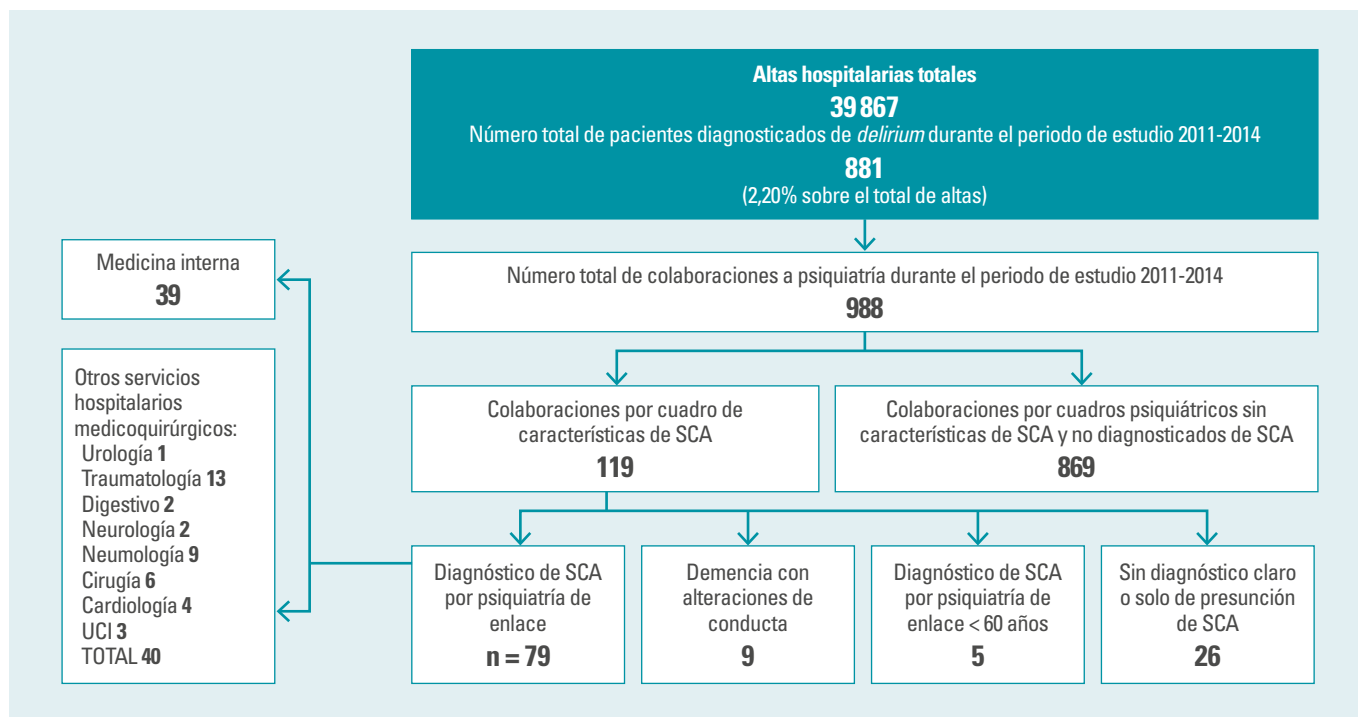 Altas hospitalarias totales
39 867
Número total de pacientes diagnosticados de delirium durante el periodo de estudio 2011-2014
881
(2,20% sobre el total de altas)
Número total de colaboraciones a psiquiatría durante el periodo de estudio 2011-2014
988
Colaboraciones por cuadro de
características de SCA
119
Colaboraciones por cuadros psiquiátricos sin
características de SCA y no diagnosticados de SCA
869
Diagnóstico de SCA
por psiquiatría de
enlace
n = 79
Demencia con
alteraciones de
conducta
9
Diagnóstico de SCA
por psiquiatría de
enlace < 60 años
5
Sin diagnóstico claro
o solo de presunción
de SCA
26
Medicina interna
39
Otros servicios
hospitalarios
medicoquirúrgicos:
Urología 1
Traumatología 13
Digestivo 2
Neurología 2
Neumología 9
Cirugía 6
Cardiología 4
UCI 3
TOTAL 40